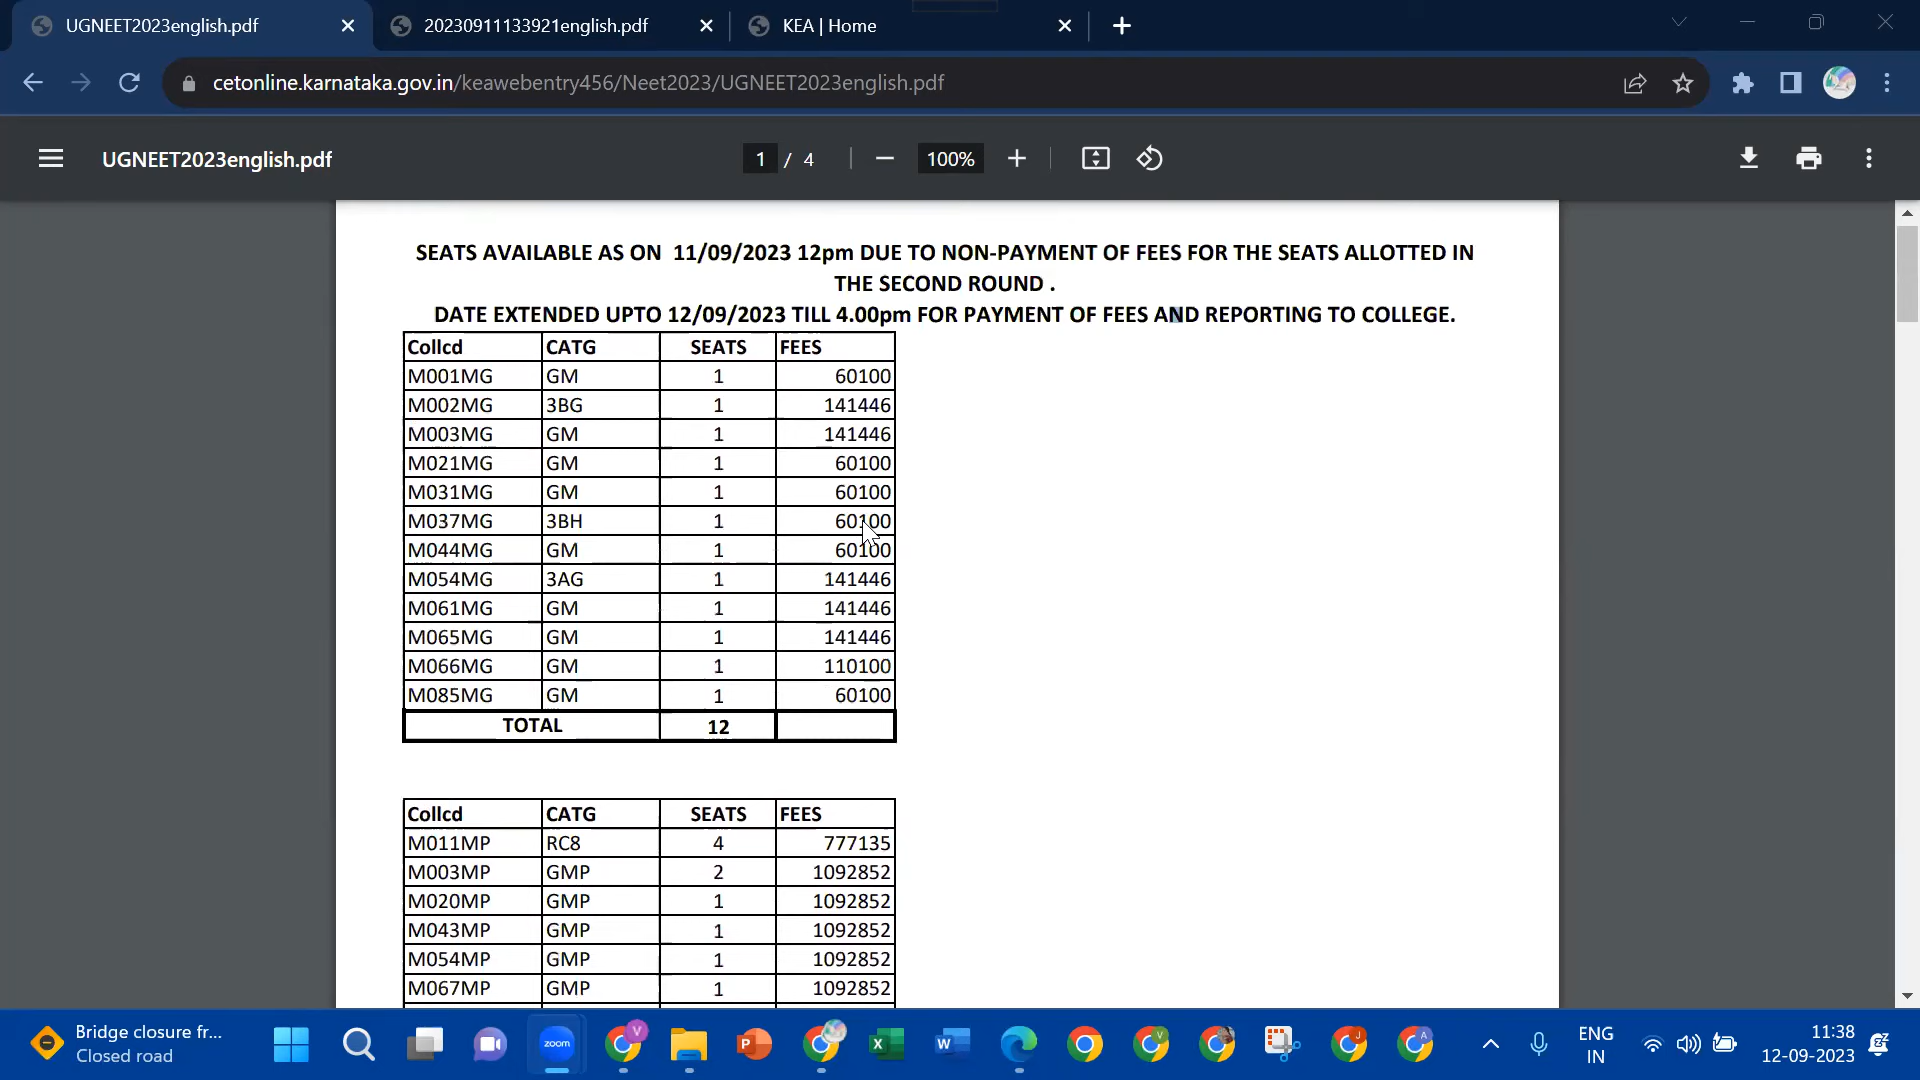 UGNEET2023english.pdf
20230911133921english.pdf
KEA | Home
cetonline.karnataka.gov.in/keawebentry456/Neet2023/UGNEET2023english.pdf
UGNEET2023english.pdf
1 / 4
100%
SEATS AVAILABLE AS ON 11/09/2023 12pm DUE TO NON-PAYMENT OF FEES FOR THE SEATS ALLOTTED IN
THE SECOND ROUND .
DATE EXTENDED UPTO 12/09/2023 TILL 4.00pm FOR PAYMENT OF FEES AND REPORTING TO COLLEGE.
Collcd CATG SEATS FEES
M001MG GM 1 60100
M002MG 3BG 1 141446
M003MG GM 1 141446
M021MG GM 1 60100
M031MG GM 1 60100
M037MG 3BH 1 60100
M044MG GM 1 60100
M054MG 3AG 1 141446
M061MG GM 1 141446
M065MG GM 1 141446
M066MG GM 1 110100
M085MG GM 1 60100
TOTAL 12
Collcd CATG SEATS FEES
M011MP RC8 4 777135
M003MP GMP 2 1092852
M020MP GMP 1 1092852
M043MP GMP 1 1092852
M054MP GMP 1 1092852
M067MP GMP 1 1092852
Bridge closure fr...
Closed road
zoom
ENG
IN
11:38
12-09-2023